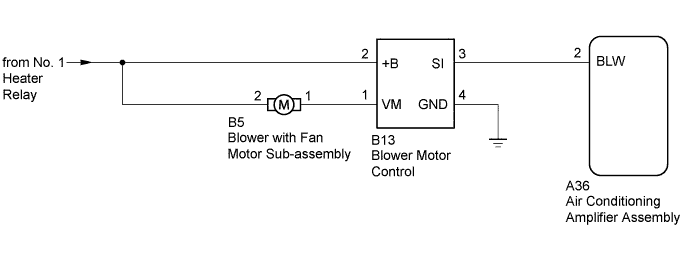 from No. 1
Heater
Relay
2
+B
SI
3
2
BLW
2
M
1
1
VM
GND
4
B5
Blower with Fan
Motor Sub-assembly
B13
Blower Motor
Control
A36
Air Conditioning
Amplifier Assembly